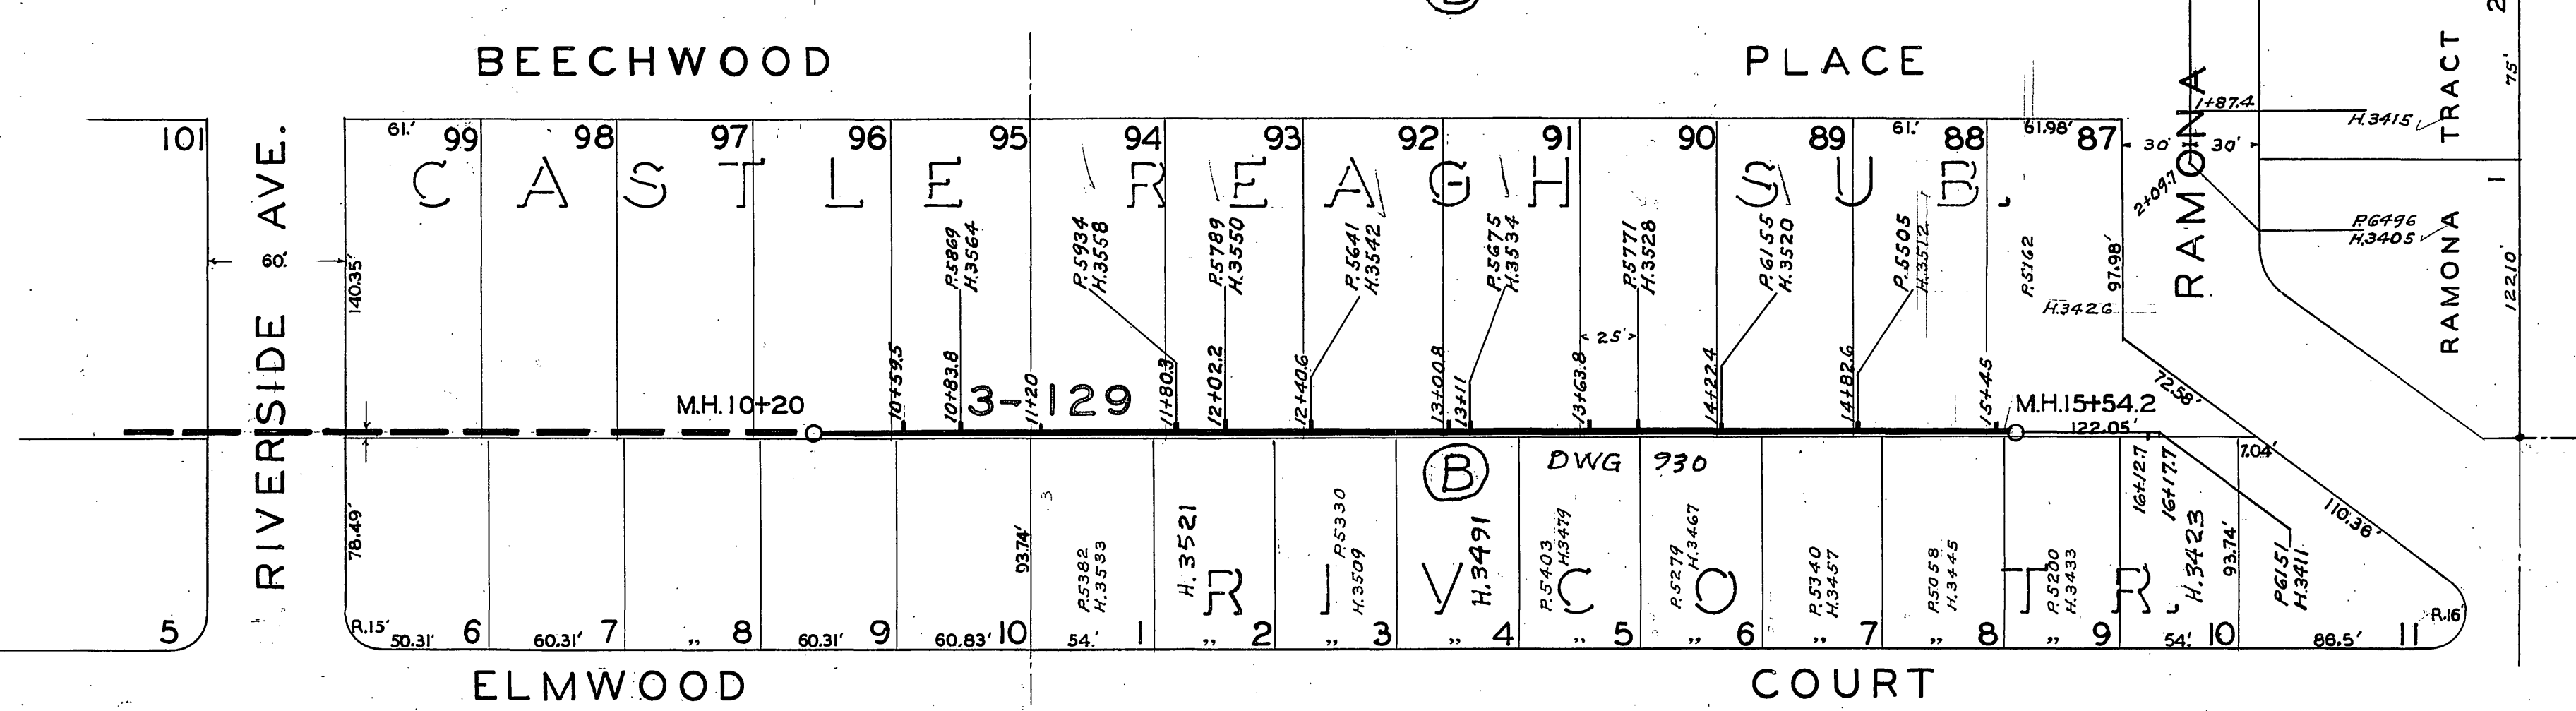 BEECHWOOD PLACE
RIVERSIDE AVE.
60'
101
61.' 99
98
97
96
95
94
93
92
91
90
89
61.' 88
61.98' 87
CASTLE REAGH SUB.
RAMONA
30' 30'
1+87.4
H.3415
2+09.7
P.6496
H.3405
RAMONA TRACT
2
75'
1
122.10'
140.35'
P.5869
H.3564
P.5934
H.3558
P.5789
H.3550
P.5641
H.3542
P.5675
H.3534
P.5771
H.3528
P.6155
H.3520
P.5505
H.3512
P.5162
H.3426
97.98'
25'
10+59.5
10+83.8
11+20
11+80.3
12+02.2
12+40.6
13+00.8
13+11
13+63.8
14+22.4
14+82.6
15+45
M.H.10+20
3-129
M.H.15+54.2
122.05'
72.58'
7.04'
110.36'
B
DWG 930
16+12.7
16+17.7
78.49'
93.74'
P.5382
H.3533
H.3521
P.5330
H.3509
H.3491
P.5403
H.3479
P.5279
H.3467
P.5340
H.3457
P.5058
H.3445
P.5200
H.3433
H.3423
93.74'
P.6151
H.3411
RIVCO TR.
5
R.15'
50.31' 6
60.31' 7
,, 8
60.31' 9
60.83' 10
54.' 1
,, 2
,, 3
,, 4
,, 5
,, 6
,, 7
,, 8
,, 9
54.' 10
86.5' 11
R.16'
ELMWOOD COURT